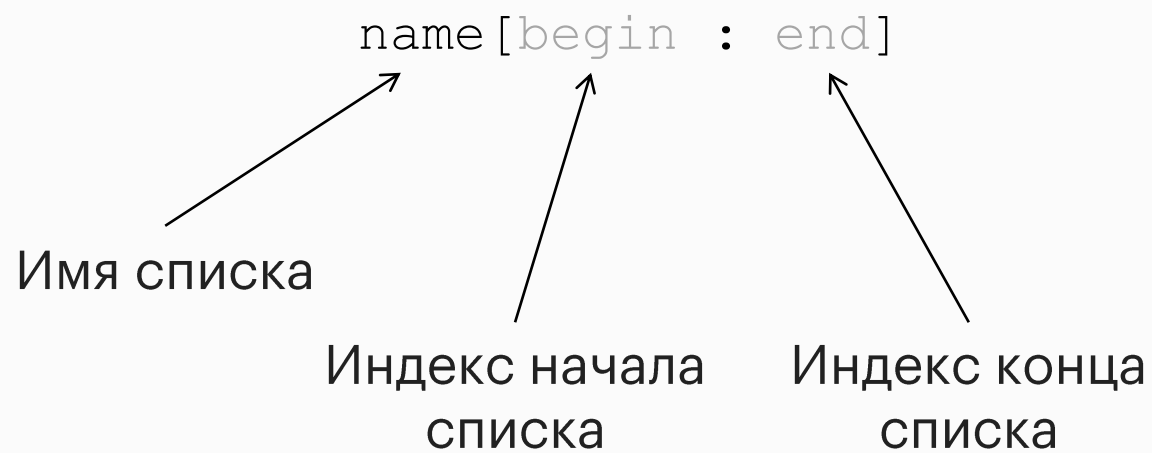 name[begin : end]
Имя списка
Индекс начала
списка
Индекс конца
списка